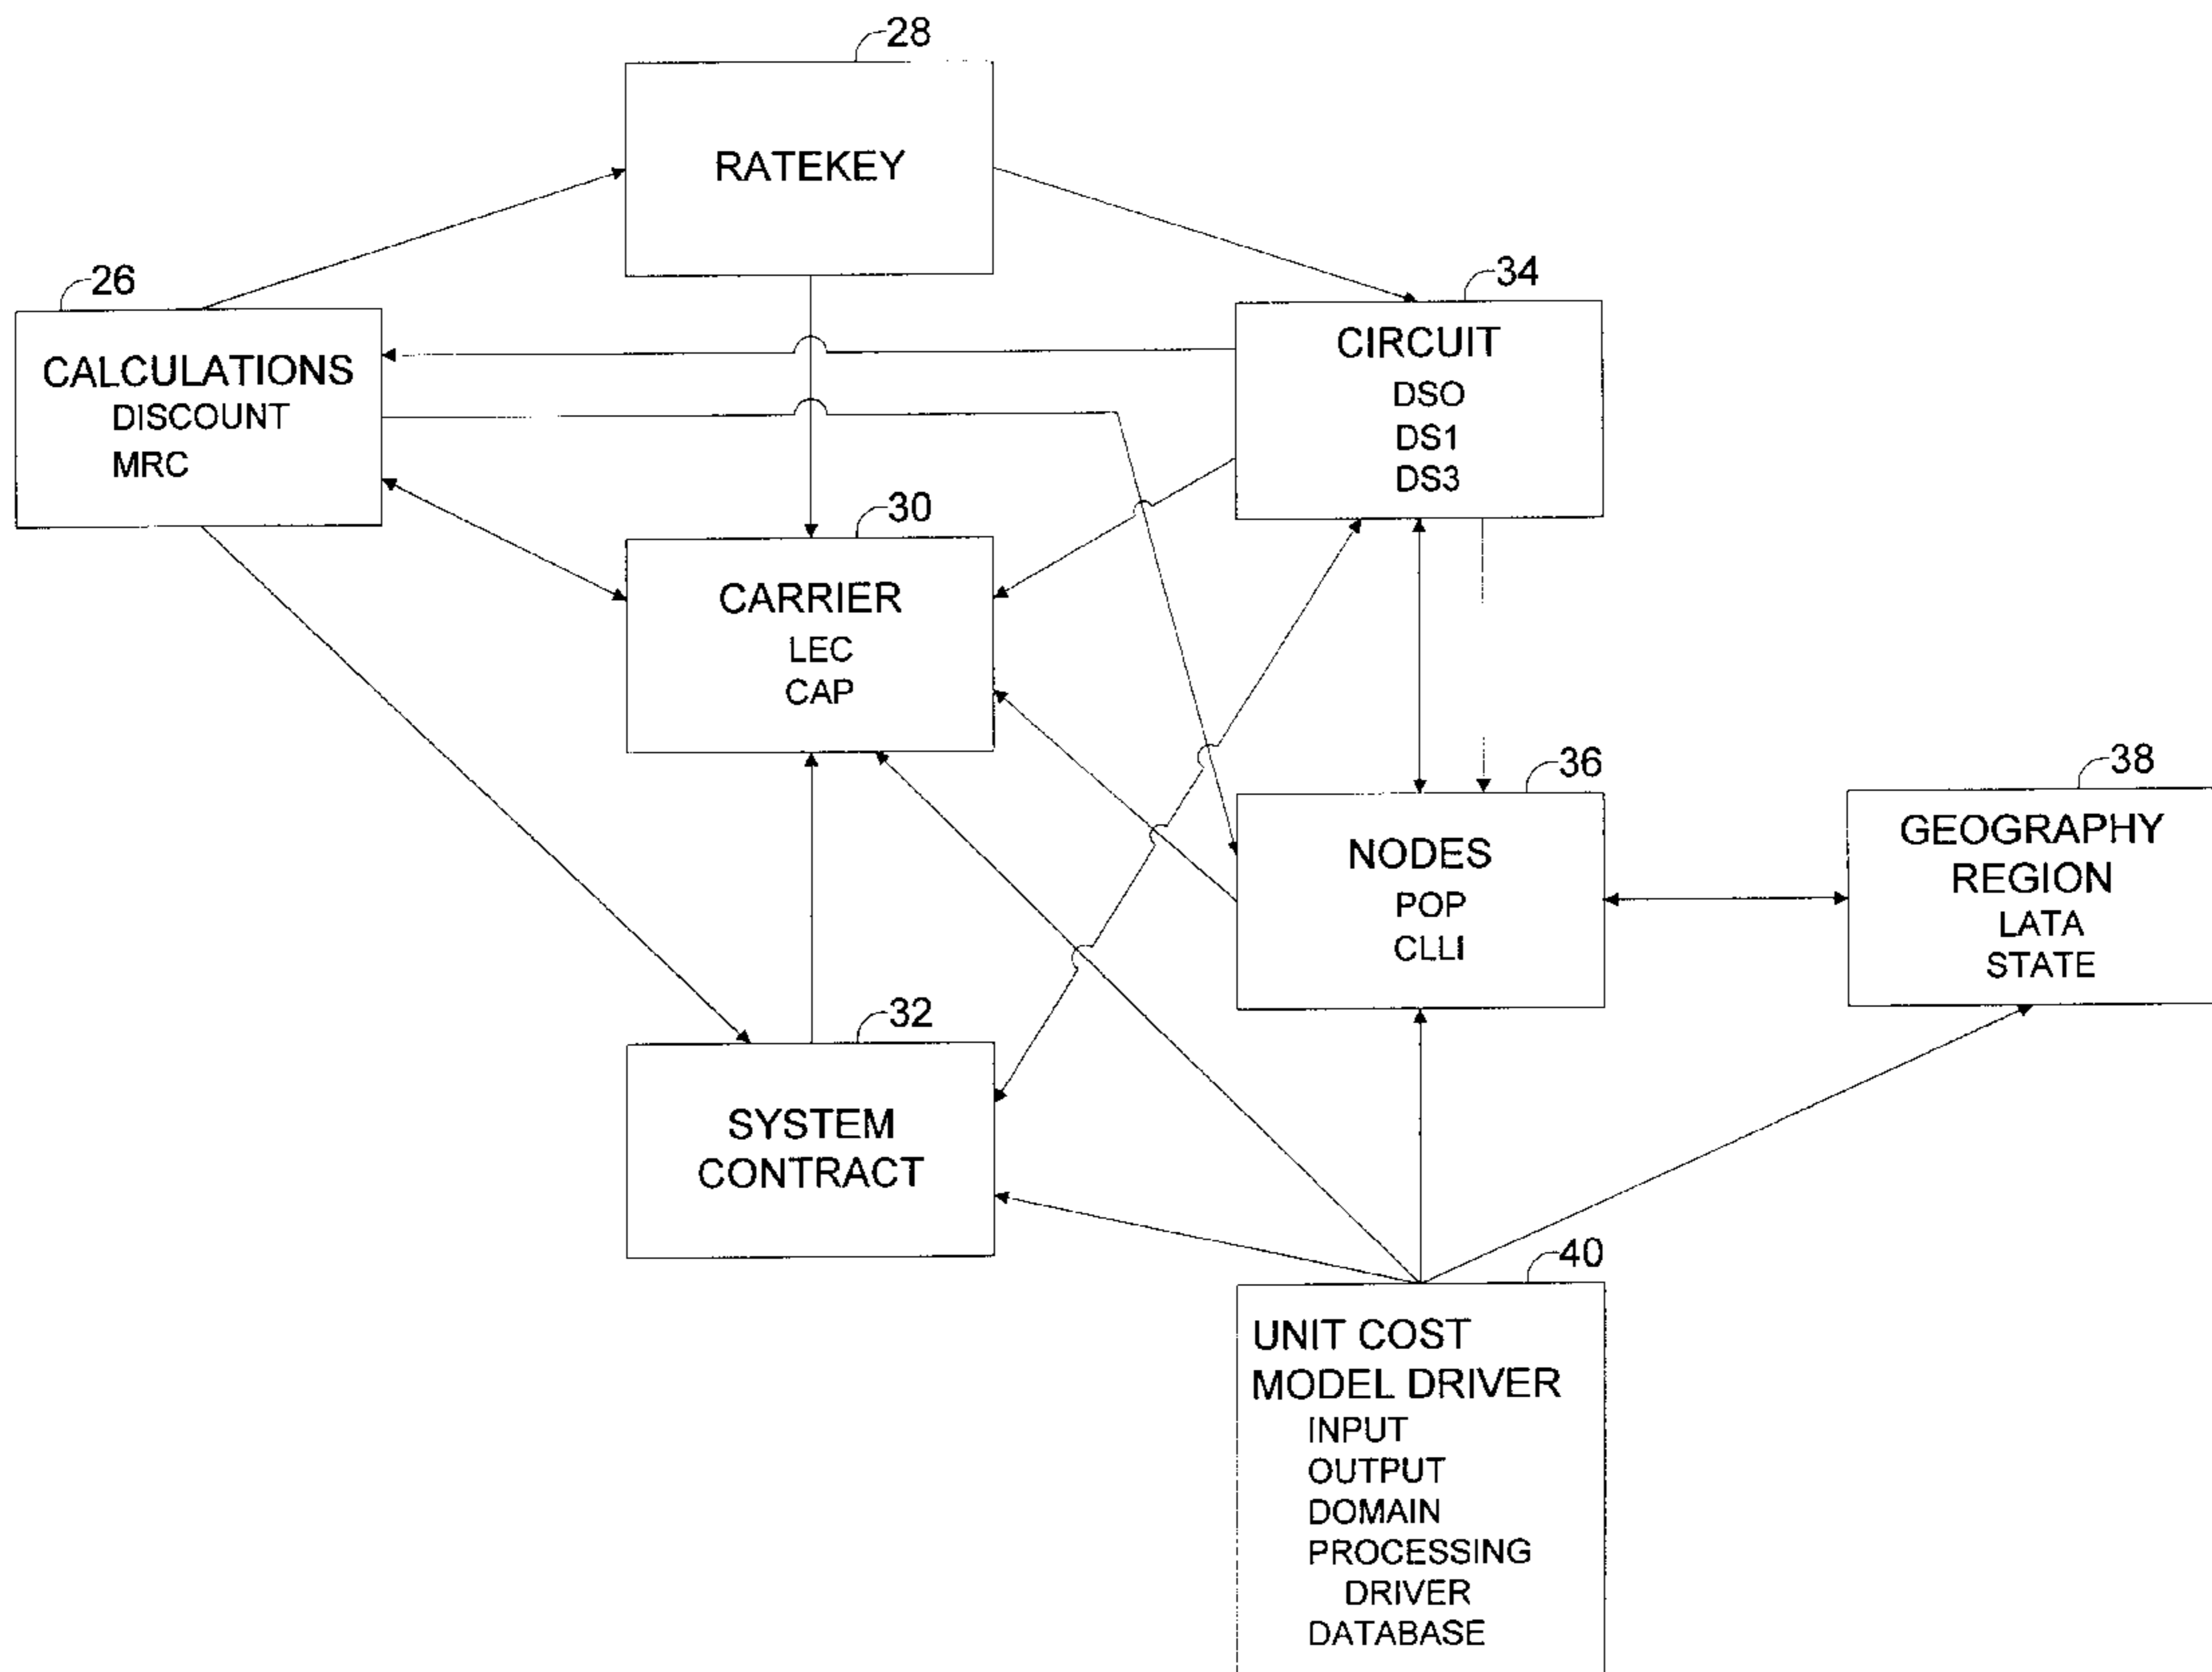 28
RATEKEY
26
CALCULATIONS
DISCOUNT
MRC
34
CIRCUIT
DSO
DS1
DS3
30
CARRIER
LEC
CAP
36
NODES
POP
CLLI
38
GEOGRAPHY
REGION
LATA
STATE
32
SYSTEM
CONTRACT
40
UNIT COST
MODEL DRIVER
INPUT
OUTPUT
DOMAIN
PROCESSING
DRIVER
DATABASE